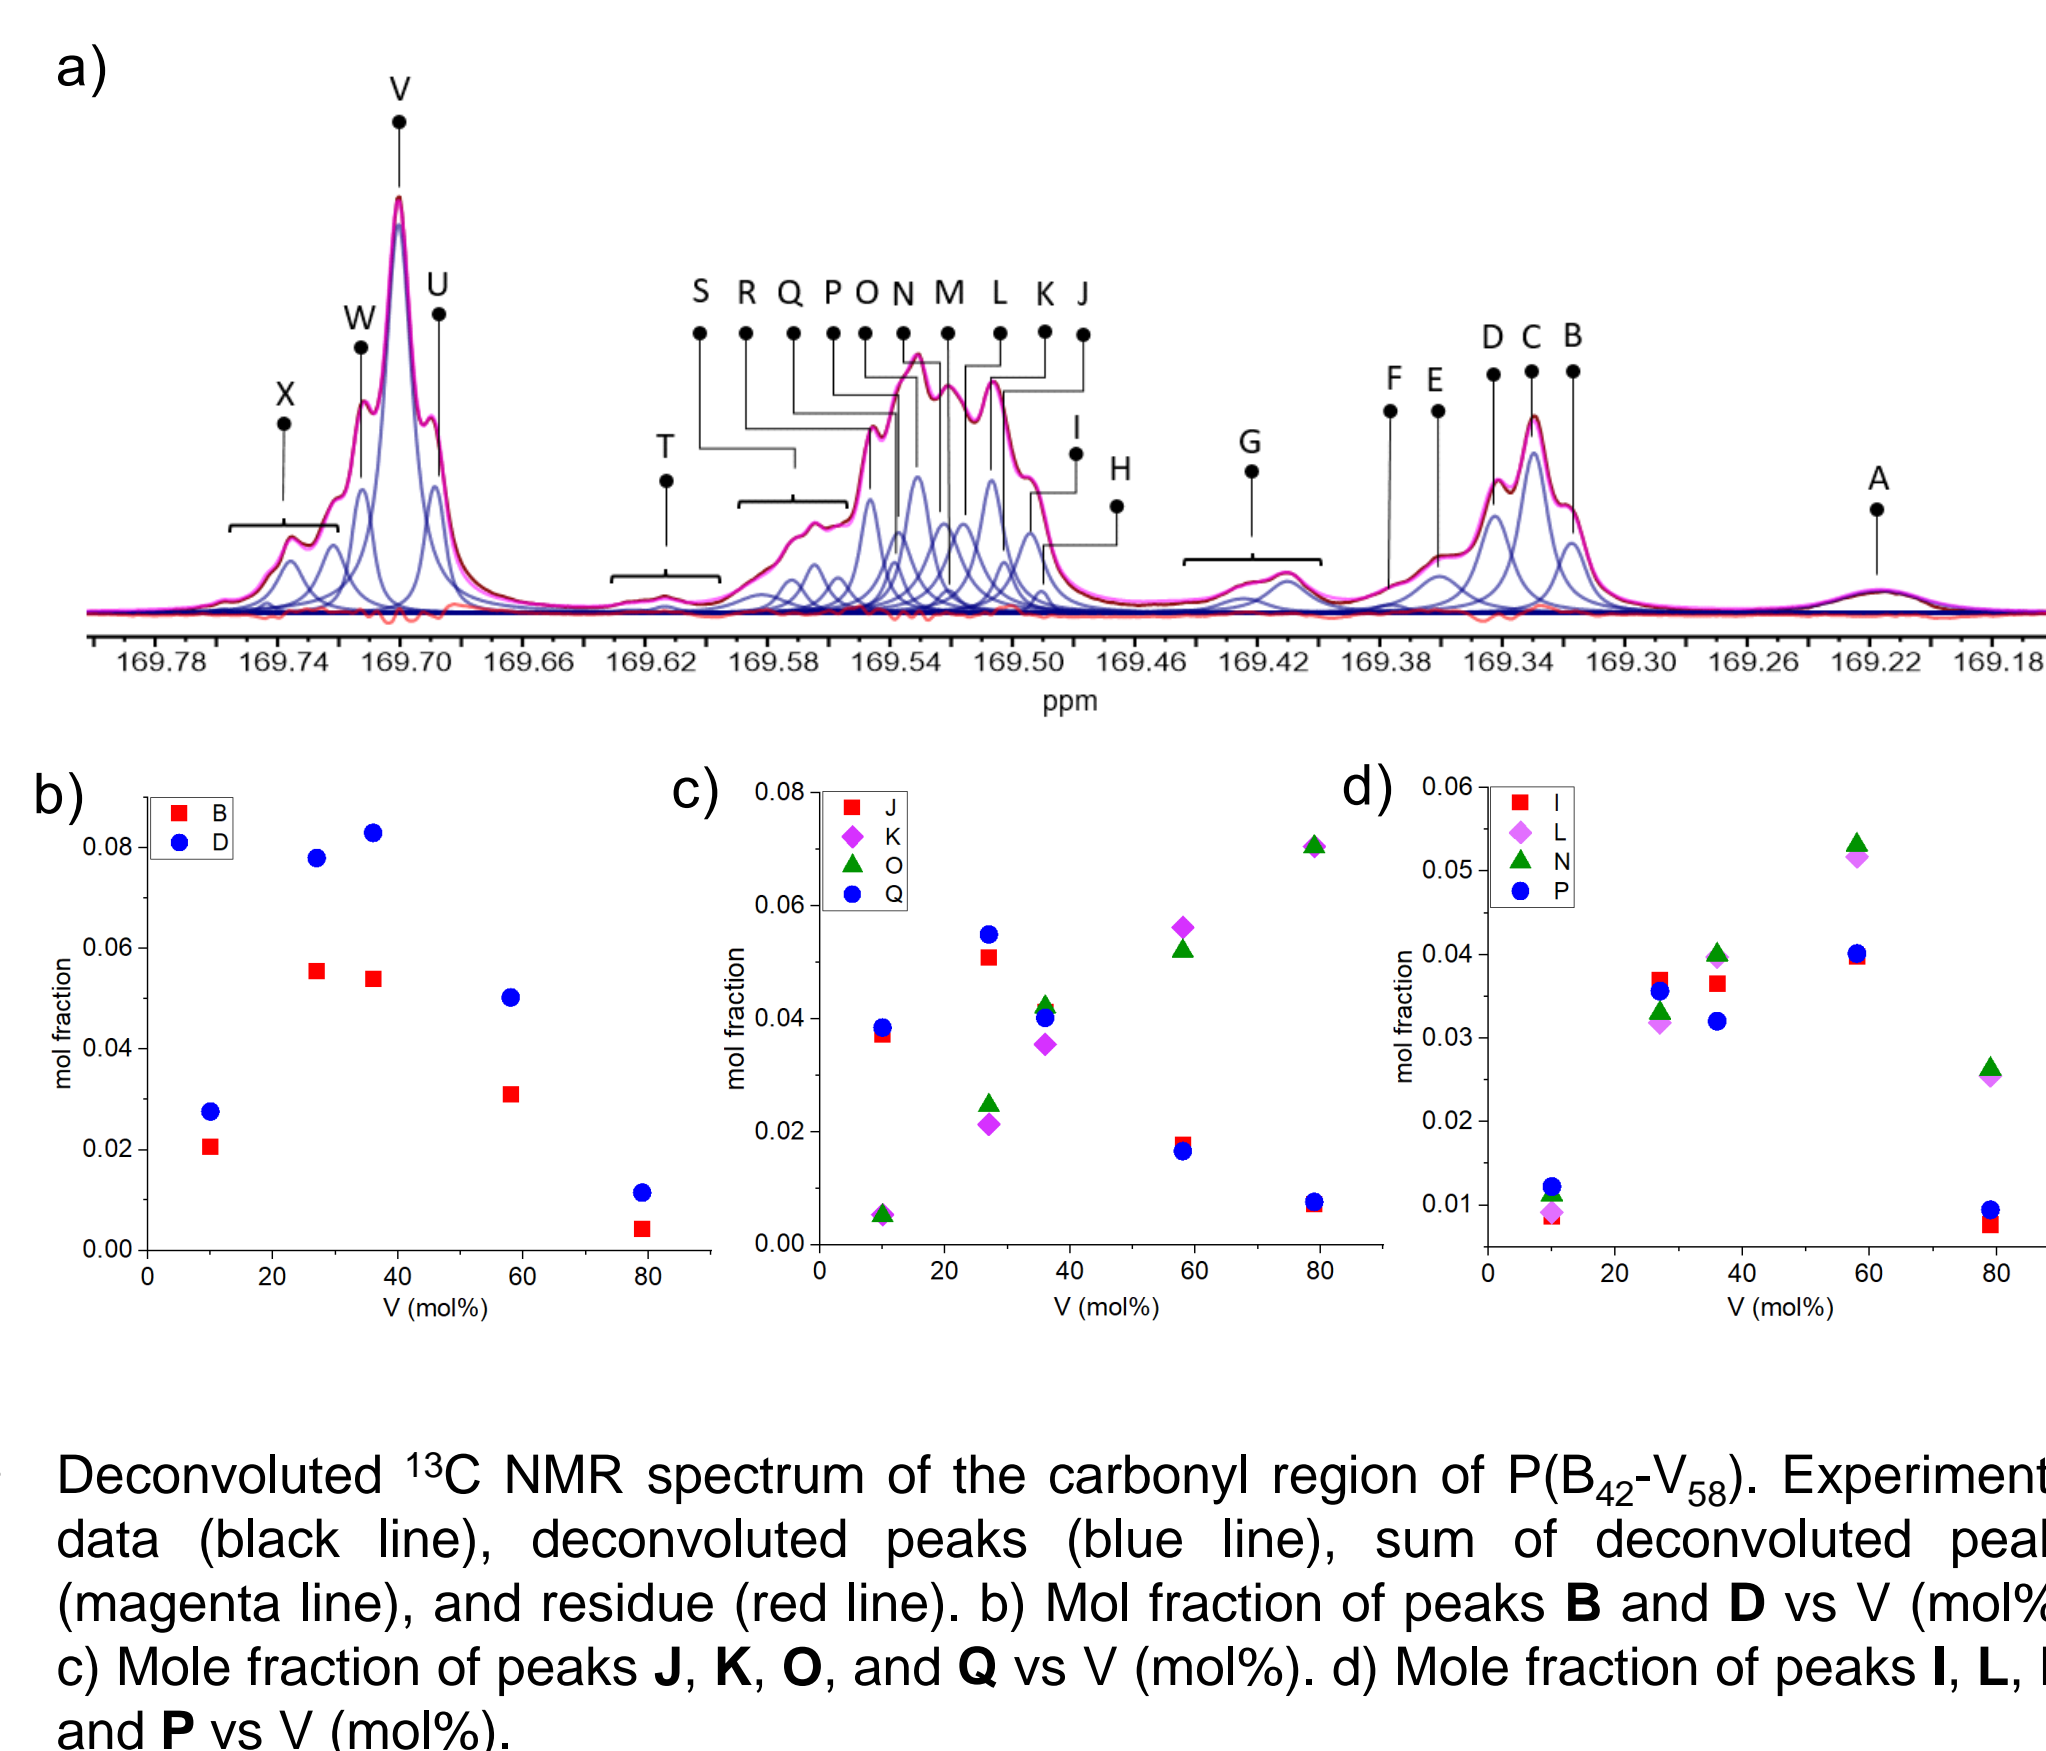 a)
V
U
W
X
S R Q P O N M L K J
D C B
F E
I
T
G
H
A
169.78 169.74 169.70 169.66 169.62 169.58 169.54 169.50 169.46 169.42 169.38 169.34 169.30 169.26 169.22 169.18
ppm
b)
B
D
0.08
0.06
0.04
0.02
0.00
mol fraction
0 20 40 60 80
V (mol%)
c)
J
K
O
Q
0.08
0.06
0.04
0.02
0.00
mol fraction
0 20 40 60 80
V (mol%)
d)
I
L
N
P
0.06
0.05
0.04
0.03
0.02
0.01
mol fraction
0 20 40 60 80
V (mol%)
Deconvoluted ¹³C NMR spectrum of the carbonyl region of P(B₄₂-V₅₈). Experiment
data (black line), deconvoluted peaks (blue line), sum of deconvoluted peal
(magenta line), and residue (red line). b) Mol fraction of peaks B and D vs V (mol%
c) Mole fraction of peaks J, K, O, and Q vs V (mol%). d) Mole fraction of peaks I, L,
and P vs V (mol%).